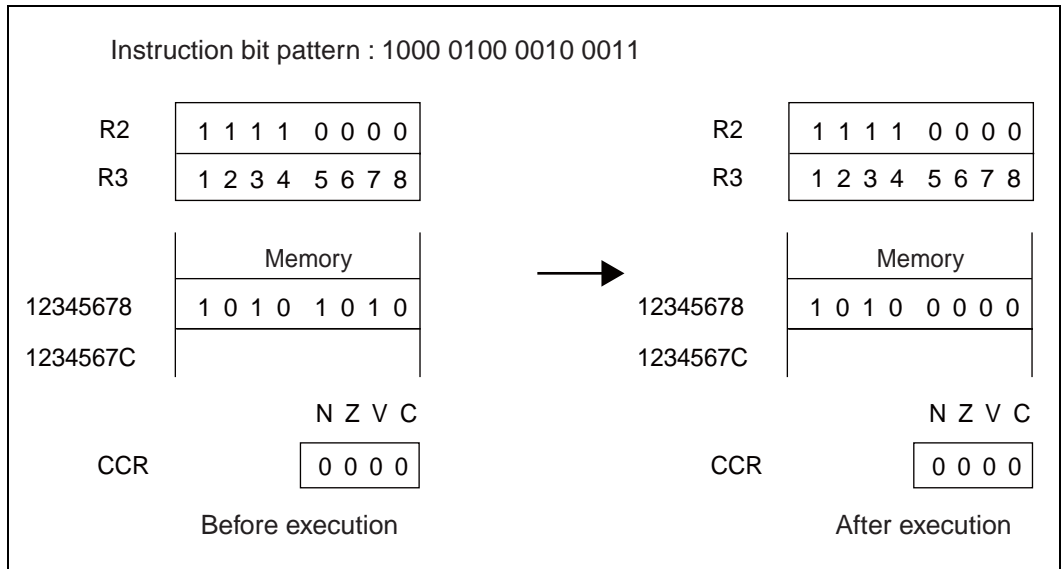 Instruction bit pattern : 1000 0100 0010 0011
R2 1 1 1 1 0 0 0 0 R2 1 1 1 1 0 0 0 0
R3 1 2 3 4 5 6 7 8 R3 1 2 3 4 5 6 7 8
Memory Memory
12345678 1 0 1 0 1 0 1 0 12345678 1 0 1 0 0 0 0 0
1234567C 1234567C
N Z V C N Z V C
CCR 0 0 0 0 CCR 0 0 0 0
Before execution After execution